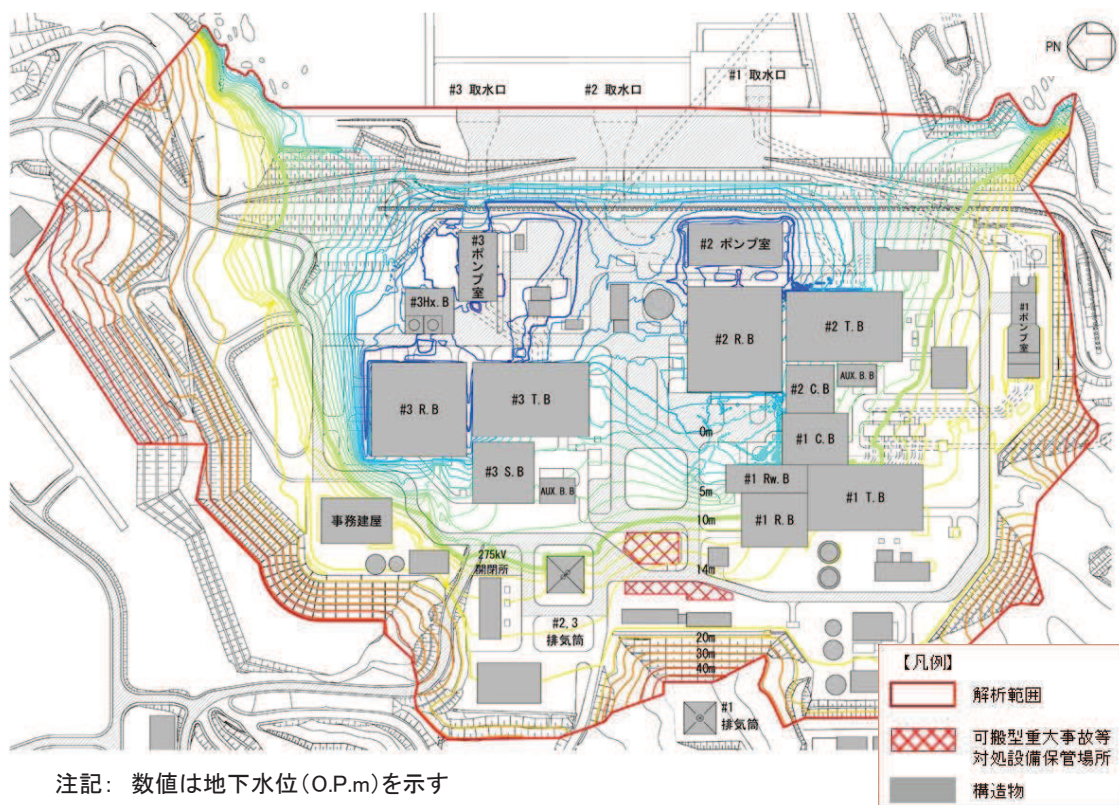 PN
#3 取水口
#2 取水口
#1 取水口
#3 ポンプ室
#2 ポンプ室
#1 ポンプ室
#3Hx.B
#2 R.B
#2 T.B
#3 R.B
#3 T.B
#2 C.B
AUX.B.B
#1 C.B
0m
#3 S.B
AUX.B.B
#1 Rw.B
5m
#1 T.B
#1 R.B
10m
事務建屋
275kV
開閉所
14m
#2,3
排気筒
20m
30m
40m
#1
排気筒
【凡例】
解析範囲
可搬型重大事故等
対処設備保管場所
構造物
注記: 数値は地下水位(O.P.m)を示す